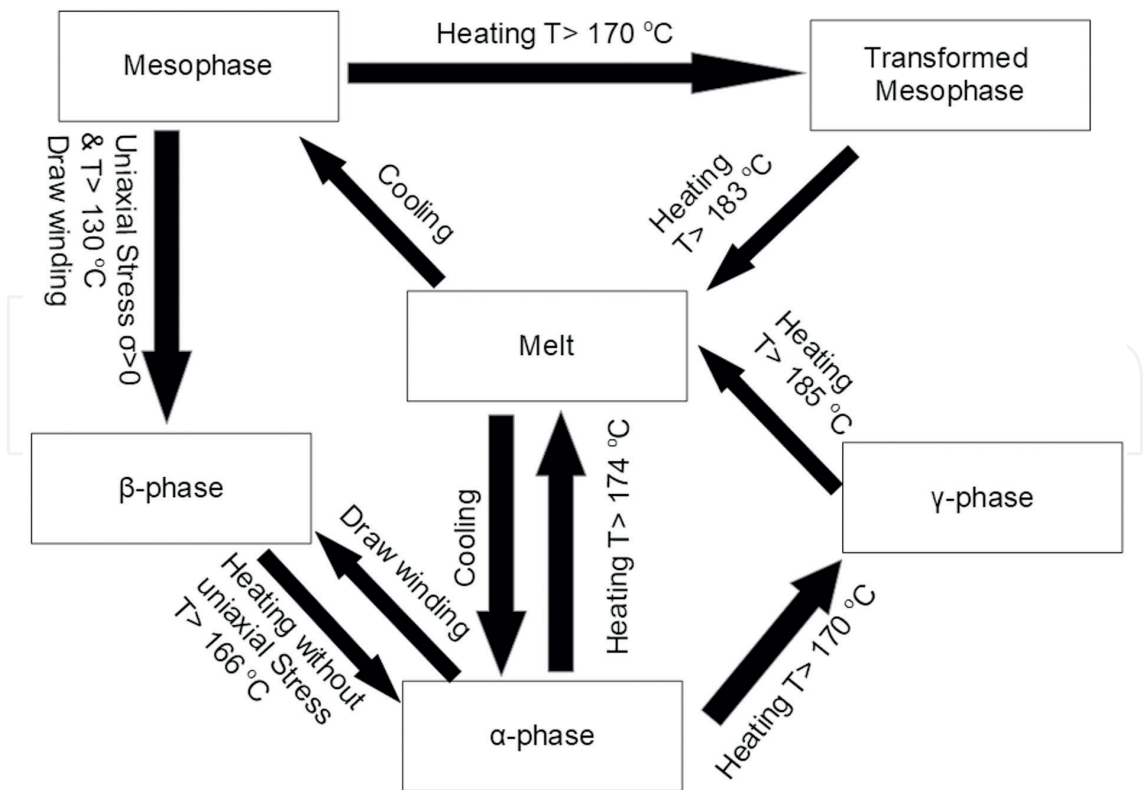 Mesophase
Heating T> 170 °C
Transformed
Mesophase
Uniaxial Stress σ>0
& T> 130 °C
Draw winding
Cooling
Heating
T> 183 °C
Melt
Heating
T> 185 °C
β-phase
γ-phase
Cooling
Heating T> 174 °C
Draw winding
Heating without
uniaxial Stress
T> 166 °C
α-phase
Heating T> 170 °C